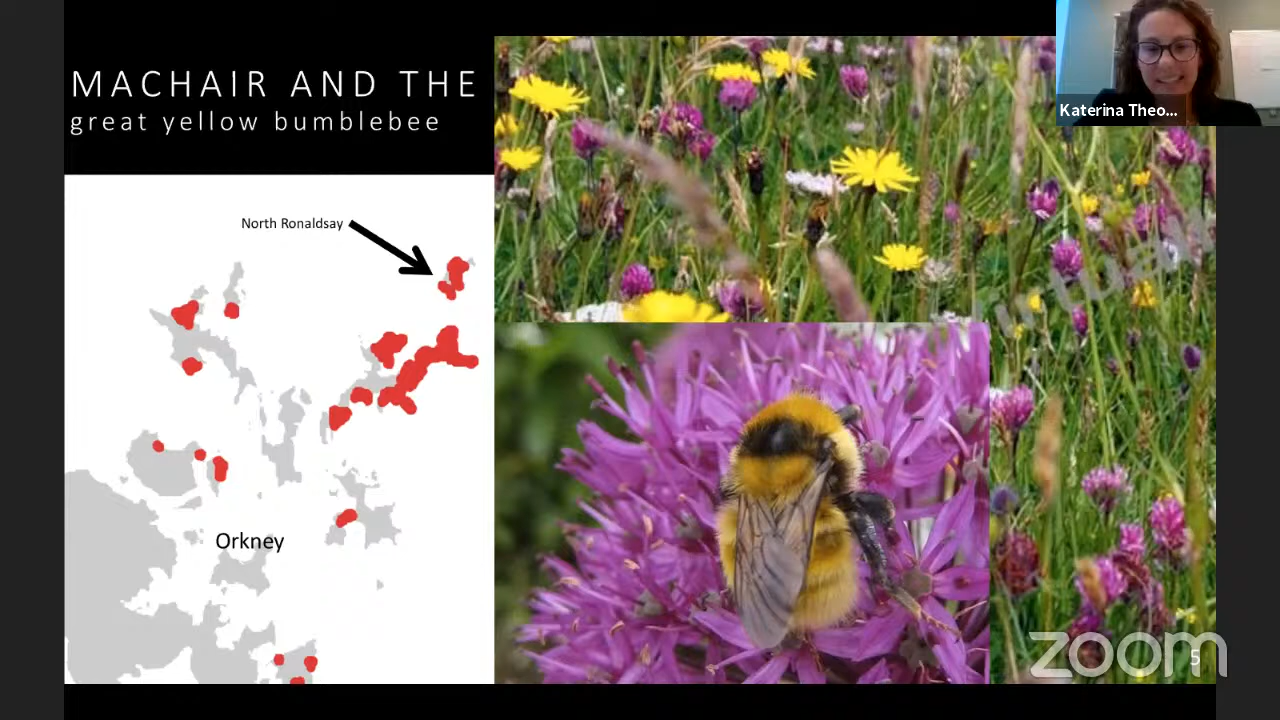 MACHAIR AND THE
great yellow bumblebee
Katerina Theo...
North Ronaldsay
Orkney
zoom
5